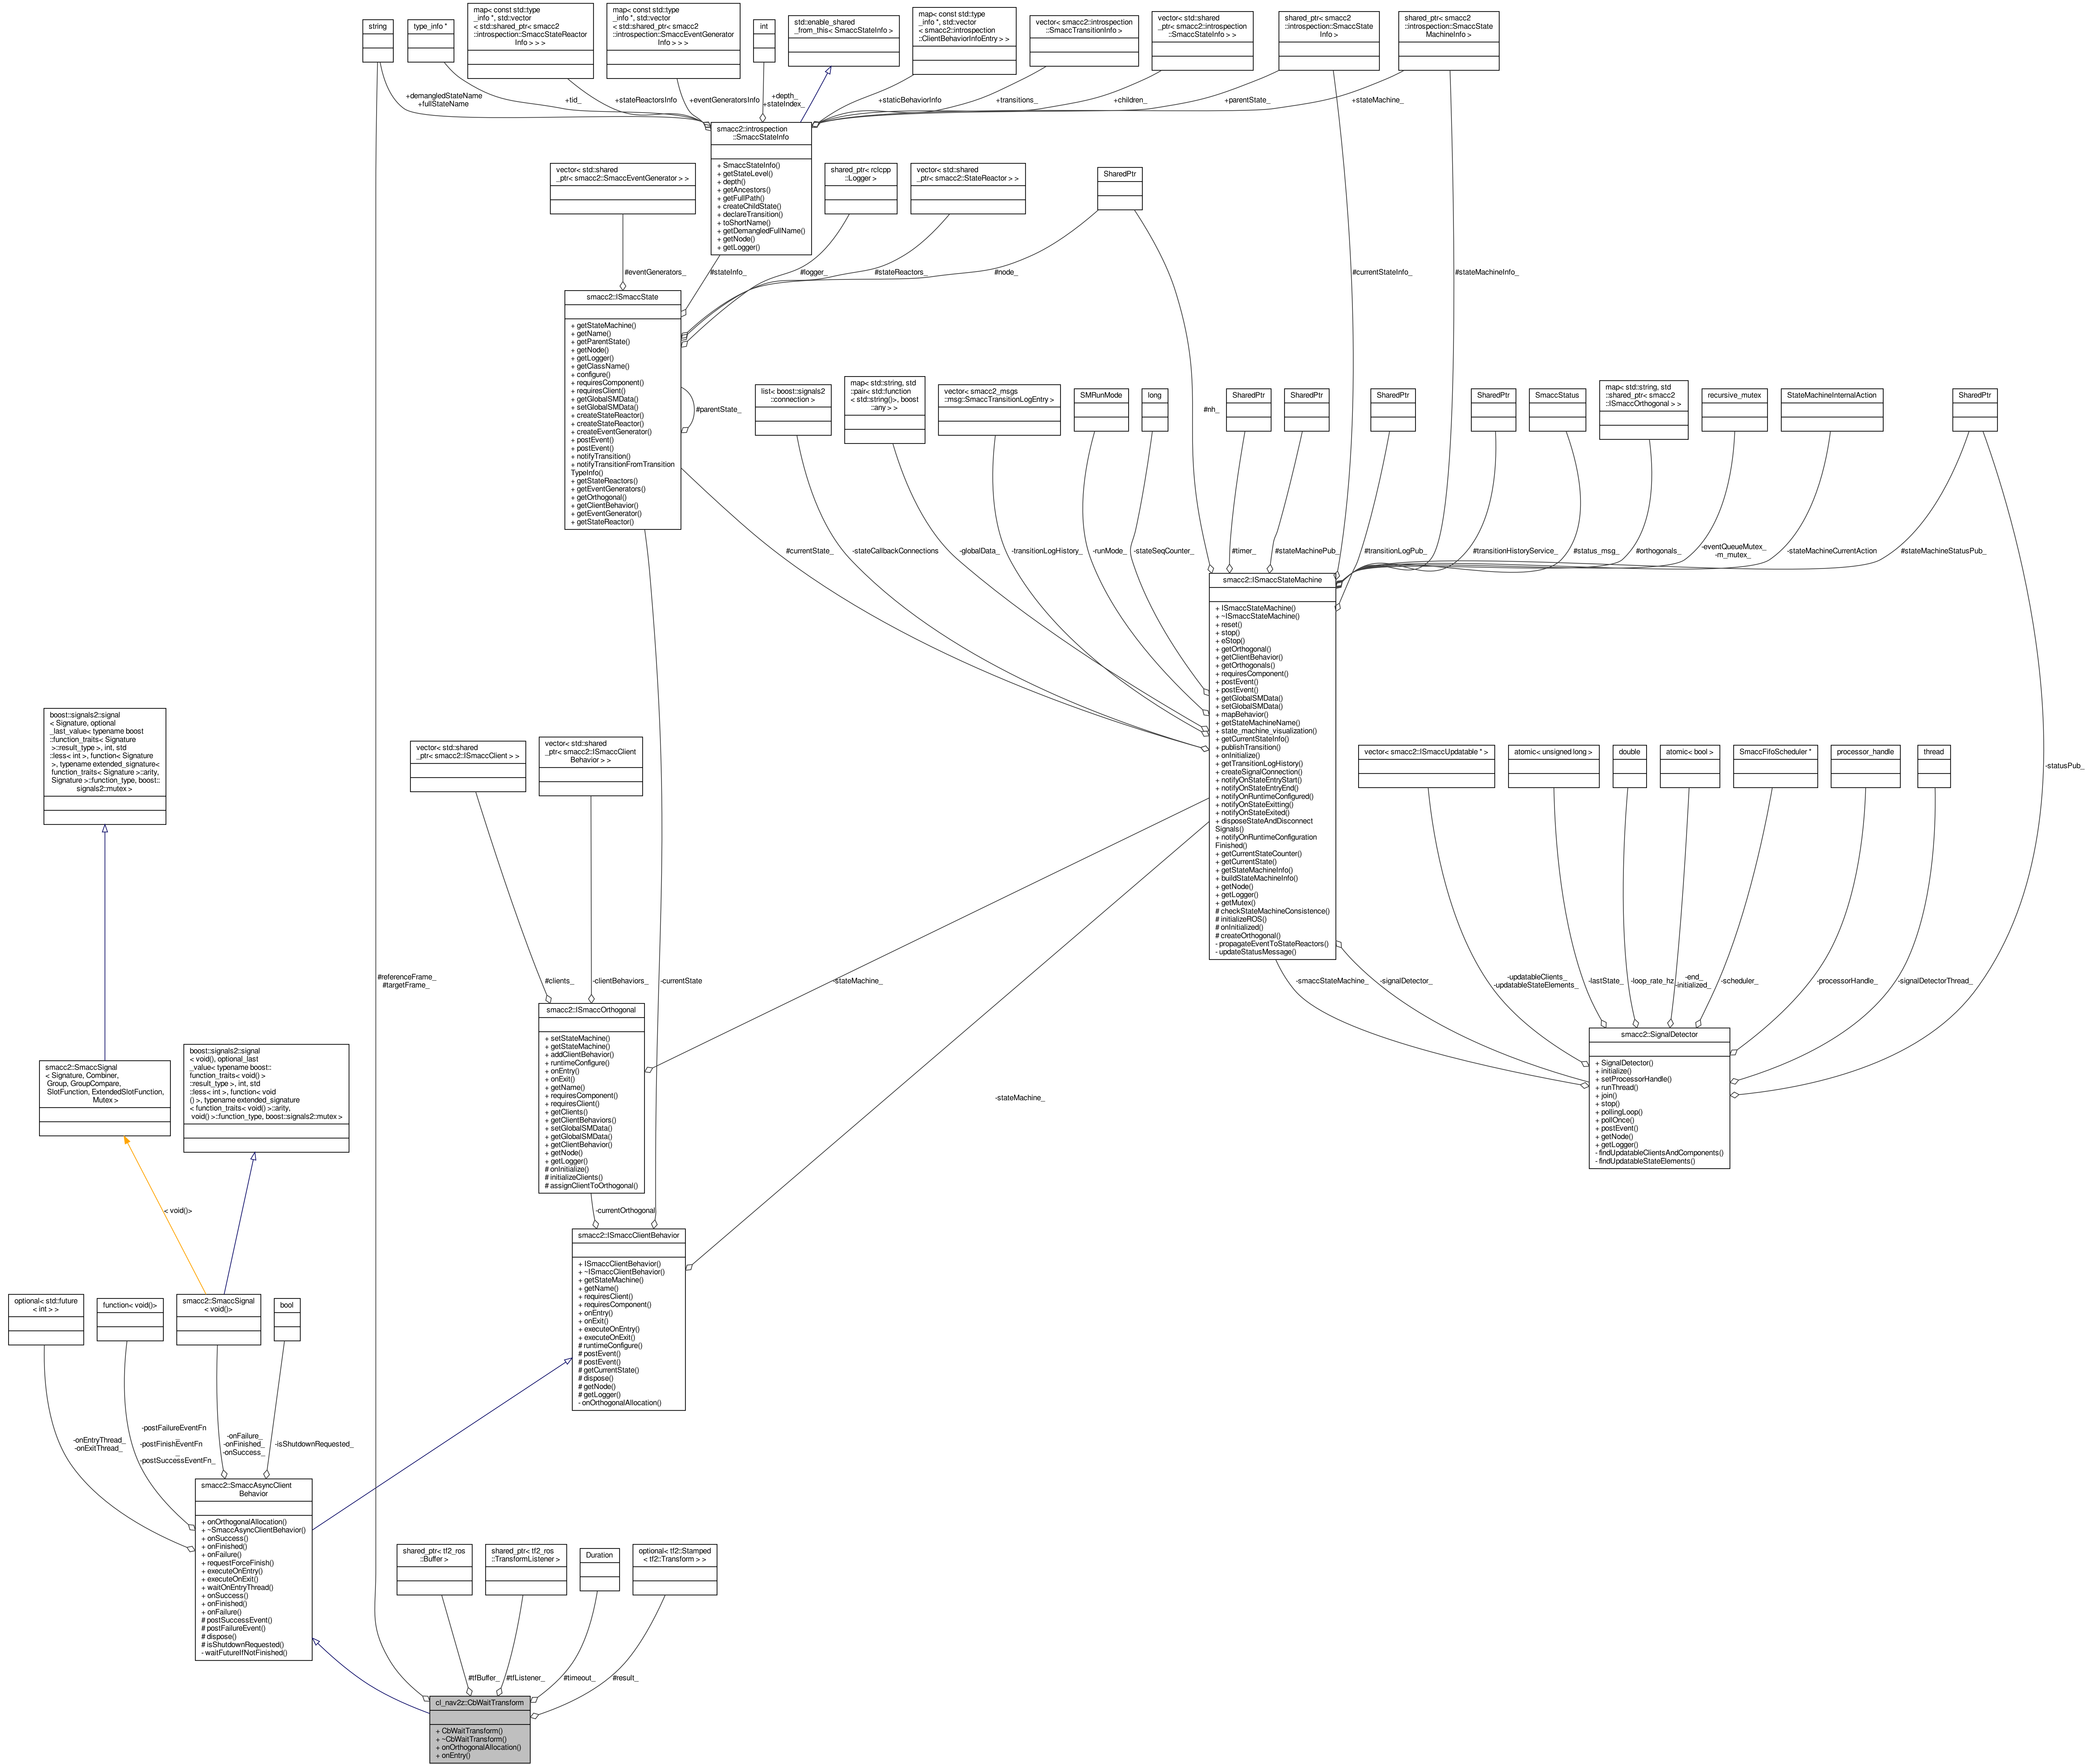 string
type_info *
map< const std::type
_info *, std::vector
< std::shared_ptr< smacc2
::introspection::SmaccStateReactor
Info > > >
map< const std::type
_info *, std::vector
< std::shared_ptr< smacc2
::introspection::SmaccEventGenerator
Info > > >
int
std::enable_shared
_from_this< SmaccStateInfo >
map< const std::type
_info *, std::vector
< smacc2::introspection
::ClientBehaviorInfoEntry > >
vector< smacc2::introspection
::SmaccTransitionInfo >
vector< std::shared
_ptr< smacc2::introspection
::SmaccStateInfo > >
shared_ptr< smacc2
::introspection::SmaccState
Info >
shared_ptr< smacc2
::introspection::SmaccState
MachineInfo >
+demangledStateName
+fullStateName
+tid_
+stateReactorsInfo
+eventGeneratorsInfo
+depth_
+stateIndex_
+staticBehaviorInfo
+transitions_
+children_
+parentState_
+stateMachine_
smacc2::introspection
::SmaccStateInfo
+ SmaccStateInfo()
+ getStateLevel()
+ depth()
+ getAncestors()
+ getFullPath()
+ createChildState()
+ declareTransition()
+ toShortName()
+ getDemangledFullName()
+ getNode()
+ getLogger()
vector< std::shared
_ptr< smacc2::SmaccEventGenerator > >
shared_ptr< rclcpp
::Logger >
vector< std::shared
_ptr< smacc2::StateReactor > >
SharedPtr
#eventGenerators_
#stateInfo_
#logger_
#stateReactors_
#node_
#currentStateInfo_
#stateMachineInfo_
smacc2::ISmaccState
+ getStateMachine()
+ getName()
+ getParentState()
+ getNode()
+ getLogger()
+ getClassName()
+ configure()
+ requiresComponent()
+ requiresClient()
+ getGlobalSMData()
+ setGlobalSMData()
+ createStateReactor()
+ createStateReactor()
+ createEventGenerator()
+ postEvent()
+ postEvent()
+ notifyTransition()
+ notifyTransitionFromTransition
TypeInfo()
+ getStateReactors()
+ getEventGenerators()
+ getOrthogonal()
+ getClientBehavior()
+ getEventGenerator()
+ getStateReactor()
#parentState_
list< boost::signals2
::connection >
map< std::string, std
::pair< std::function
< std::string()>, boost
::any > >
vector< smacc2_msgs
::msg::SmaccTransitionLogEntry >
SMRunMode
long
#nh_
SharedPtr
SharedPtr
SharedPtr
SharedPtr
SmaccStatus
map< std::string, std
::shared_ptr< smacc2
::ISmaccOrthogonal > >
recursive_mutex
StateMachineInternalAction
SharedPtr
#currentState_
-stateCallbackConnections
-globalData_
-transitionLogHistory_
-runMode_
-stateSeqCounter_
#timer_
#stateMachinePub_
#transitionLogPub_
#transitionHistoryService_
#status_msg_
#orthogonals_
-eventQueueMutex_
-m_mutex_
-stateMachineCurrentAction
#stateMachineStatusPub_
smacc2::ISmaccStateMachine
+ ISmaccStateMachine()
+ ~ISmaccStateMachine()
+ reset()
+ stop()
+ eStop()
+ getOrthogonal()
+ getClientBehavior()
+ getOrthogonals()
+ requiresComponent()
+ postEvent()
+ postEvent()
+ getGlobalSMData()
+ setGlobalSMData()
+ mapBehavior()
+ getStateMachineName()
+ state_machine_visualization()
+ getCurrentStateInfo()
+ publishTransition()
+ onInitialize()
+ getTransitionLogHistory()
+ createSignalConnection()
+ notifyOnStateEntryStart()
+ notifyOnStateEntryEnd()
+ notifyOnRuntimeConfigured()
+ notifyOnStateExitting()
+ notifyOnStateExited()
+ disposeStateAndDisconnect
Signals()
+ notifyOnRuntimeConfiguration
Finished()
+ getCurrentStateCounter()
+ getCurrentState()
+ getStateMachineInfo()
+ buildStateMachineInfo()
+ getNode()
+ getLogger()
+ getMutex()
# checkStateMachineConsistence()
# initializeROS()
# onInitialized()
# createOrthogonal()
- propagateEventToStateReactors()
- updateStatusMessage()
boost::signals2::signal
< Signature, optional
_last_value< typename boost
::function_traits< Signature
>::result_type >, int, std
::less< int >, function< Signature
>, typename extended_signature<
function_traits< Signature >::arity,
Signature >::function_type, boost::
signals2::mutex >
vector< std::shared
_ptr< smacc2::ISmaccClient > >
vector< std::shared
_ptr< smacc2::ISmaccClient
Behavior > >
vector< smacc2::ISmaccUpdatable * >
atomic< unsigned long >
double
atomic< bool >
SmaccFifoScheduler *
processor_handle
thread
-statusPub_
#referenceFrame_
#targetFrame_
#clients_
-clientBehaviors_
-currentState
-stateMachine_
-smaccStateMachine_
-signalDetector_
-updatableClients_
-updatableStateElements_
-lastState_
-loop_rate_hz
-end_
-initialized_
-scheduler_
-processorHandle_
-signalDetectorThread_
smacc2::ISmaccOrthogonal
+ setStateMachine()
+ getStateMachine()
+ addClientBehavior()
+ runtimeConfigure()
+ onEntry()
+ onExit()
+ getName()
+ requiresComponent()
+ requiresClient()
+ getClients()
+ getClientBehaviors()
+ setGlobalSMData()
+ getGlobalSMData()
+ getClientBehavior()
+ getNode()
+ getLogger()
# onInitialize()
# initializeClients()
# assignClientToOrthogonal()
smacc2::SignalDetector
+ SignalDetector()
+ initialize()
+ setProcessorHandle()
+ runThread()
+ join()
+ stop()
+ pollingLoop()
+ pollOnce()
+ postEvent()
+ getNode()
+ getLogger()
- findUpdatableClientsAndComponents()
- findUpdatableStateElements()
smacc2::SmaccSignal
< Signature, Combiner,
Group, GroupCompare,
SlotFunction, ExtendedSlotFunction,
Mutex >
boost::signals2::signal
< void(), optional_last
_value< typename boost::
function_traits< void() >
::result_type >, int, std
::less< int >, function< void
() >, typename extended_signature
< function_traits< void() >::arity,
void() >::function_type, boost::signals2::mutex >
-stateMachine_
< void()>
-currentOrthogonal
smacc2::ISmaccClientBehavior
+ ISmaccClientBehavior()
+ ~ISmaccClientBehavior()
+ getStateMachine()
+ getName()
+ requiresClient()
+ requiresComponent()
+ onEntry()
+ onExit()
+ executeOnEntry()
+ executeOnExit()
# runtimeConfigure()
# postEvent()
# postEvent()
# getCurrentState()
# dispose()
# getNode()
# getLogger()
- onOrthogonalAllocation()
optional< std::future
< int > >
function< void()>
smacc2::SmaccSignal
< void()>
bool
-onEntryThread_
-onExitThread_
-postFailureEventFn
_
-postFinishEventFn
_
-postSuccessEventFn_
-onFailure_
-onFinished_
-onSuccess_
-isShutdownRequested_
smacc2::SmaccAsyncClient
Behavior
+ onOrthogonalAllocation()
+ ~SmaccAsyncClientBehavior()
+ onSuccess()
+ onFinished()
+ onFailure()
+ requestForceFinish()
+ executeOnEntry()
+ executeOnExit()
+ waitOnEntryThread()
+ onSuccess()
+ onFinished()
+ onFailure()
# postSuccessEvent()
# postFailureEvent()
# dispose()
# isShutdownRequested()
- waitFutureIfNotFinished()
shared_ptr< tf2_ros
::Buffer >
shared_ptr< tf2_ros
::TransformListener >
Duration
optional< tf2::Stamped
< tf2::Transform > >
#tfBuffer_
#tfListener_
#timeout_
#result_
cl_nav2z::CbWaitTransform
+ CbWaitTransform()
+ ~CbWaitTransform()
+ onOrthogonalAllocation()
+ onEntry()